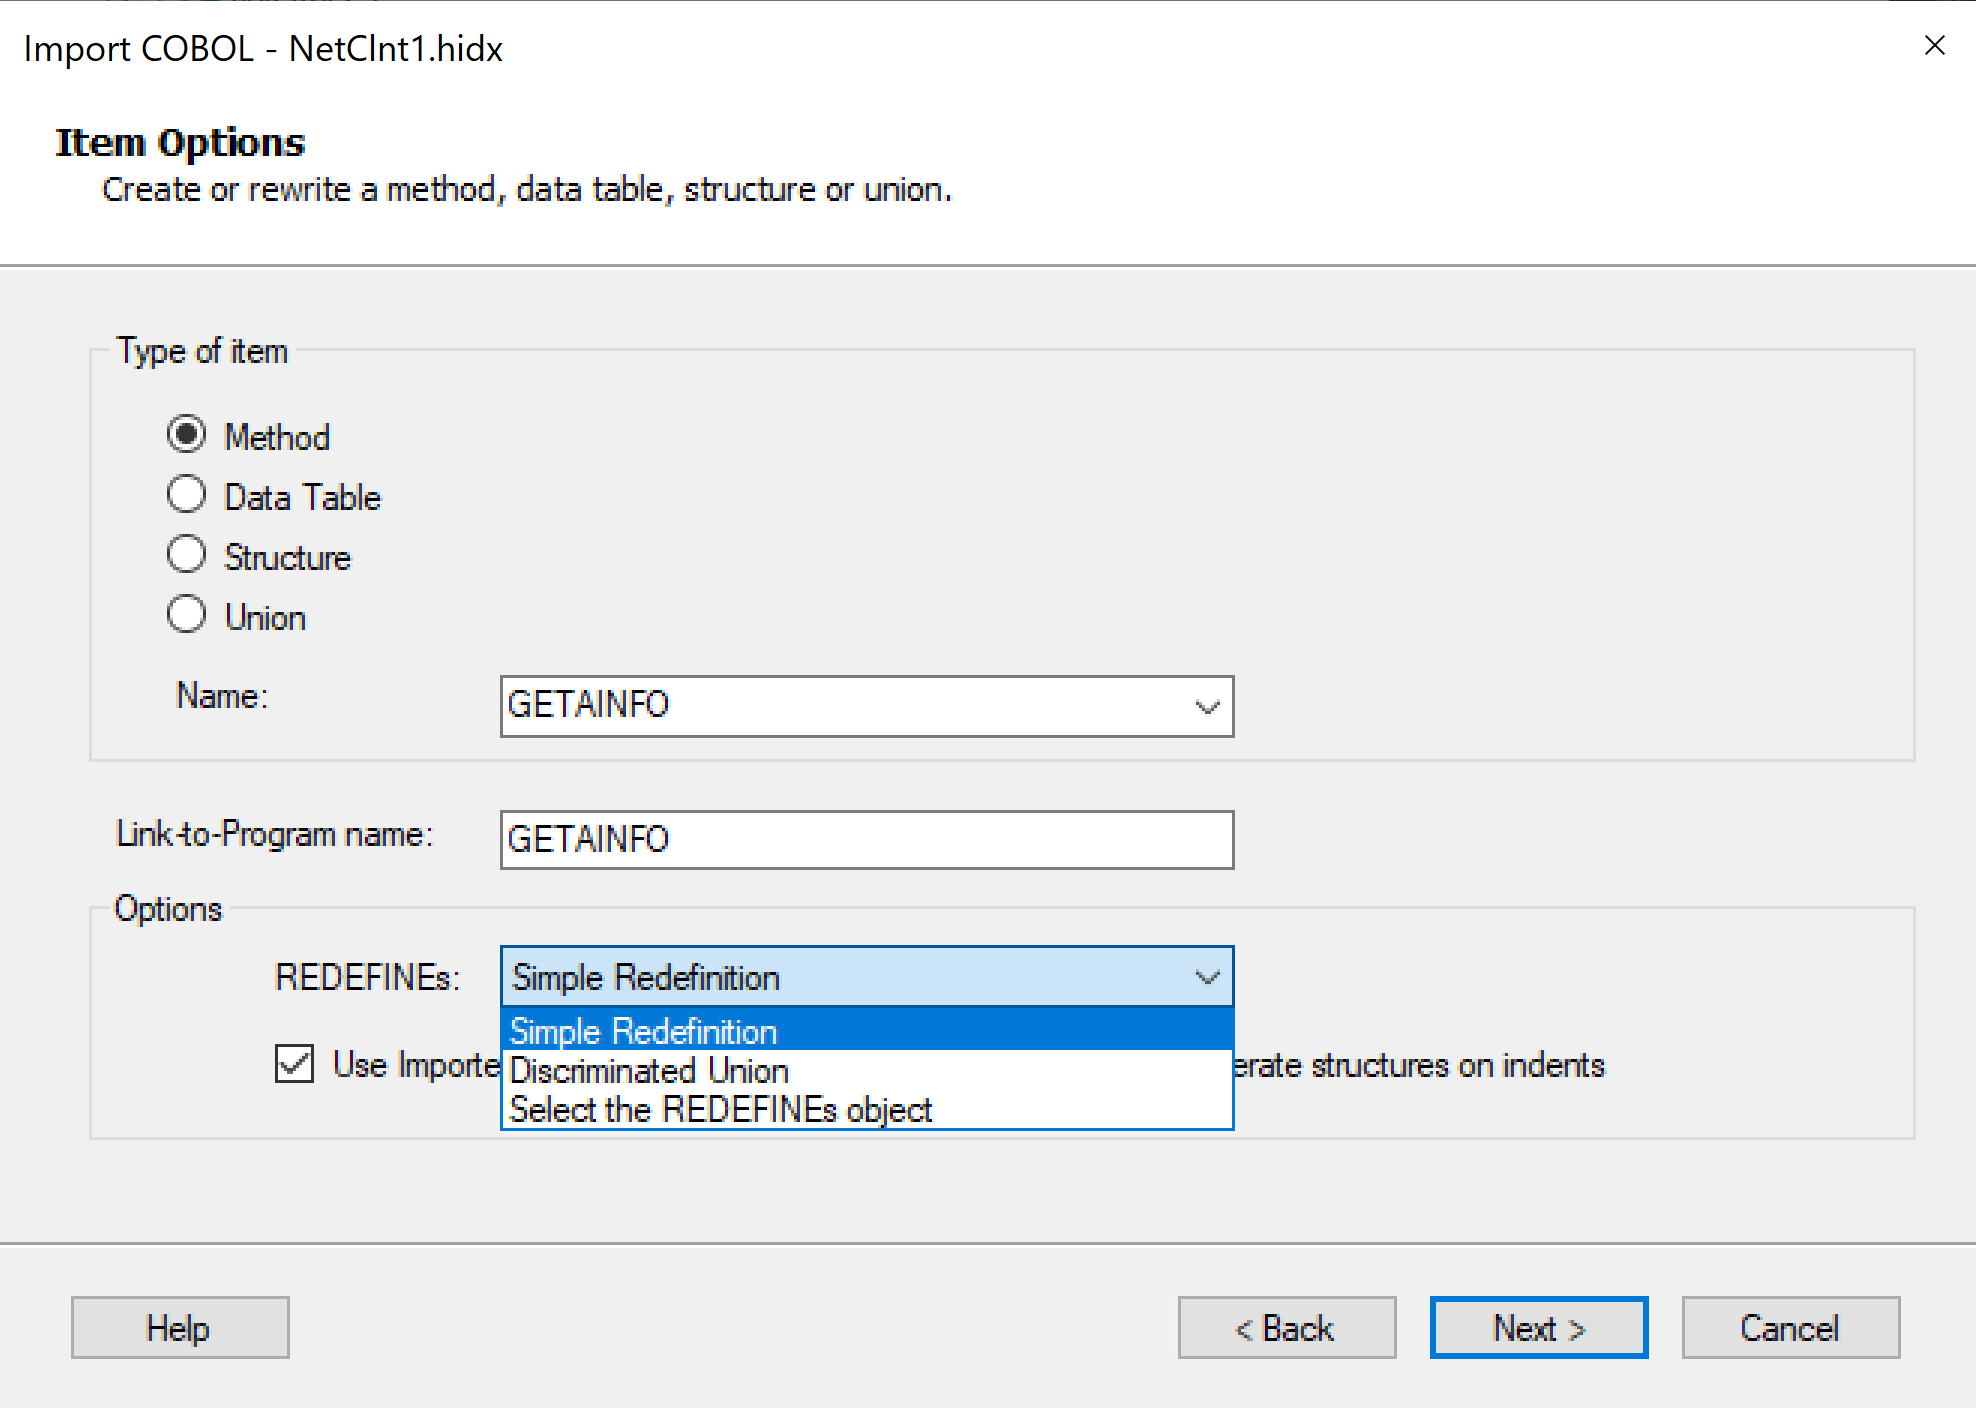 Import COBOL - NetClnt1.hidx
Item Options
Create or rewrite a method, data table, structure or union.
Type of item
Method
Data Table
Structure
Union
Name: GETAINFO
Link-to-Program name: GETAINFO
Options
REDEFINEs: Simple Redefinition
Simple Redefinition
Use Importe erate structures on indents
Discriminated Union
Select the REDEFINEs object
Help < Back Next > Cancel